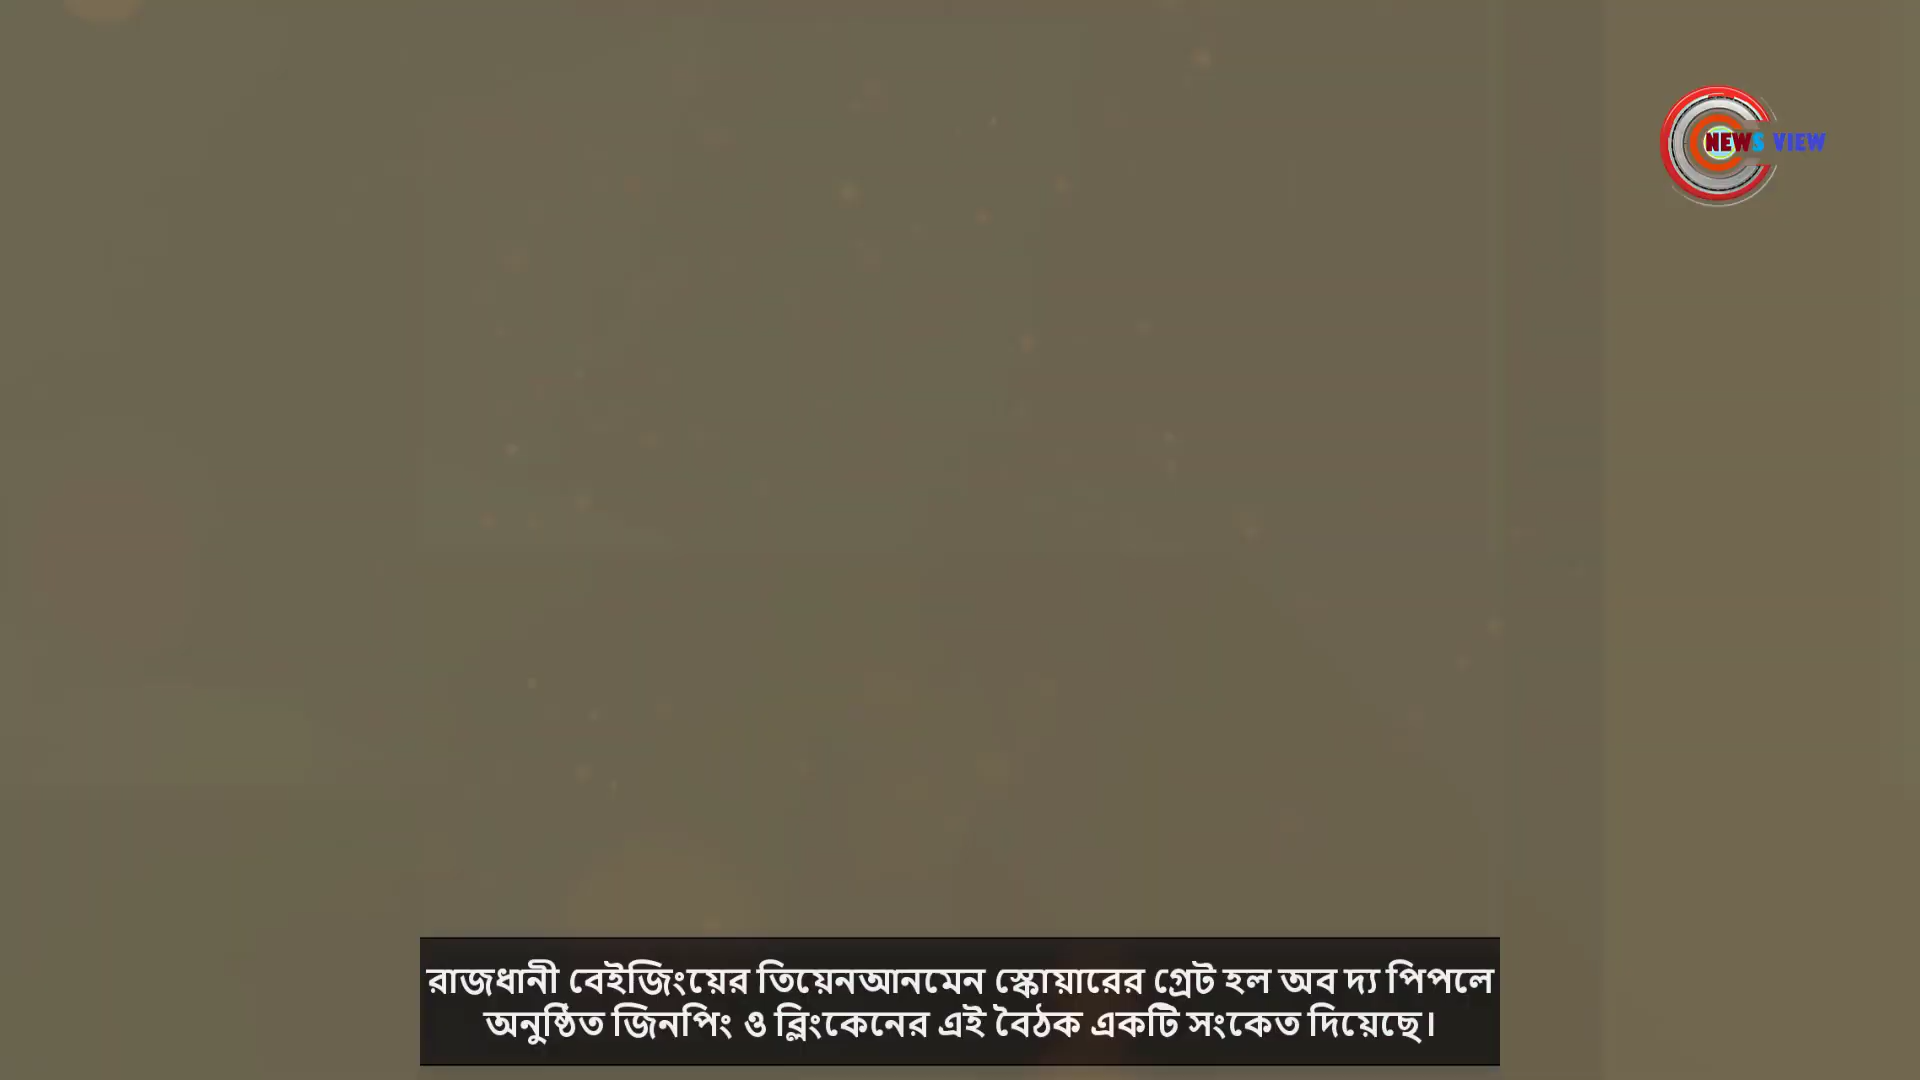 NEWS VIEW
রাজধানী বেইজিংয়ের তিয়েনআনমেন স্কোয়ারের গ্রেট হল অব দ্য পিপলে
অনুষ্ঠিত জিনপিং ও ব্লিংকেনের এই বৈঠক একটি সংকেত দিয়েছে।